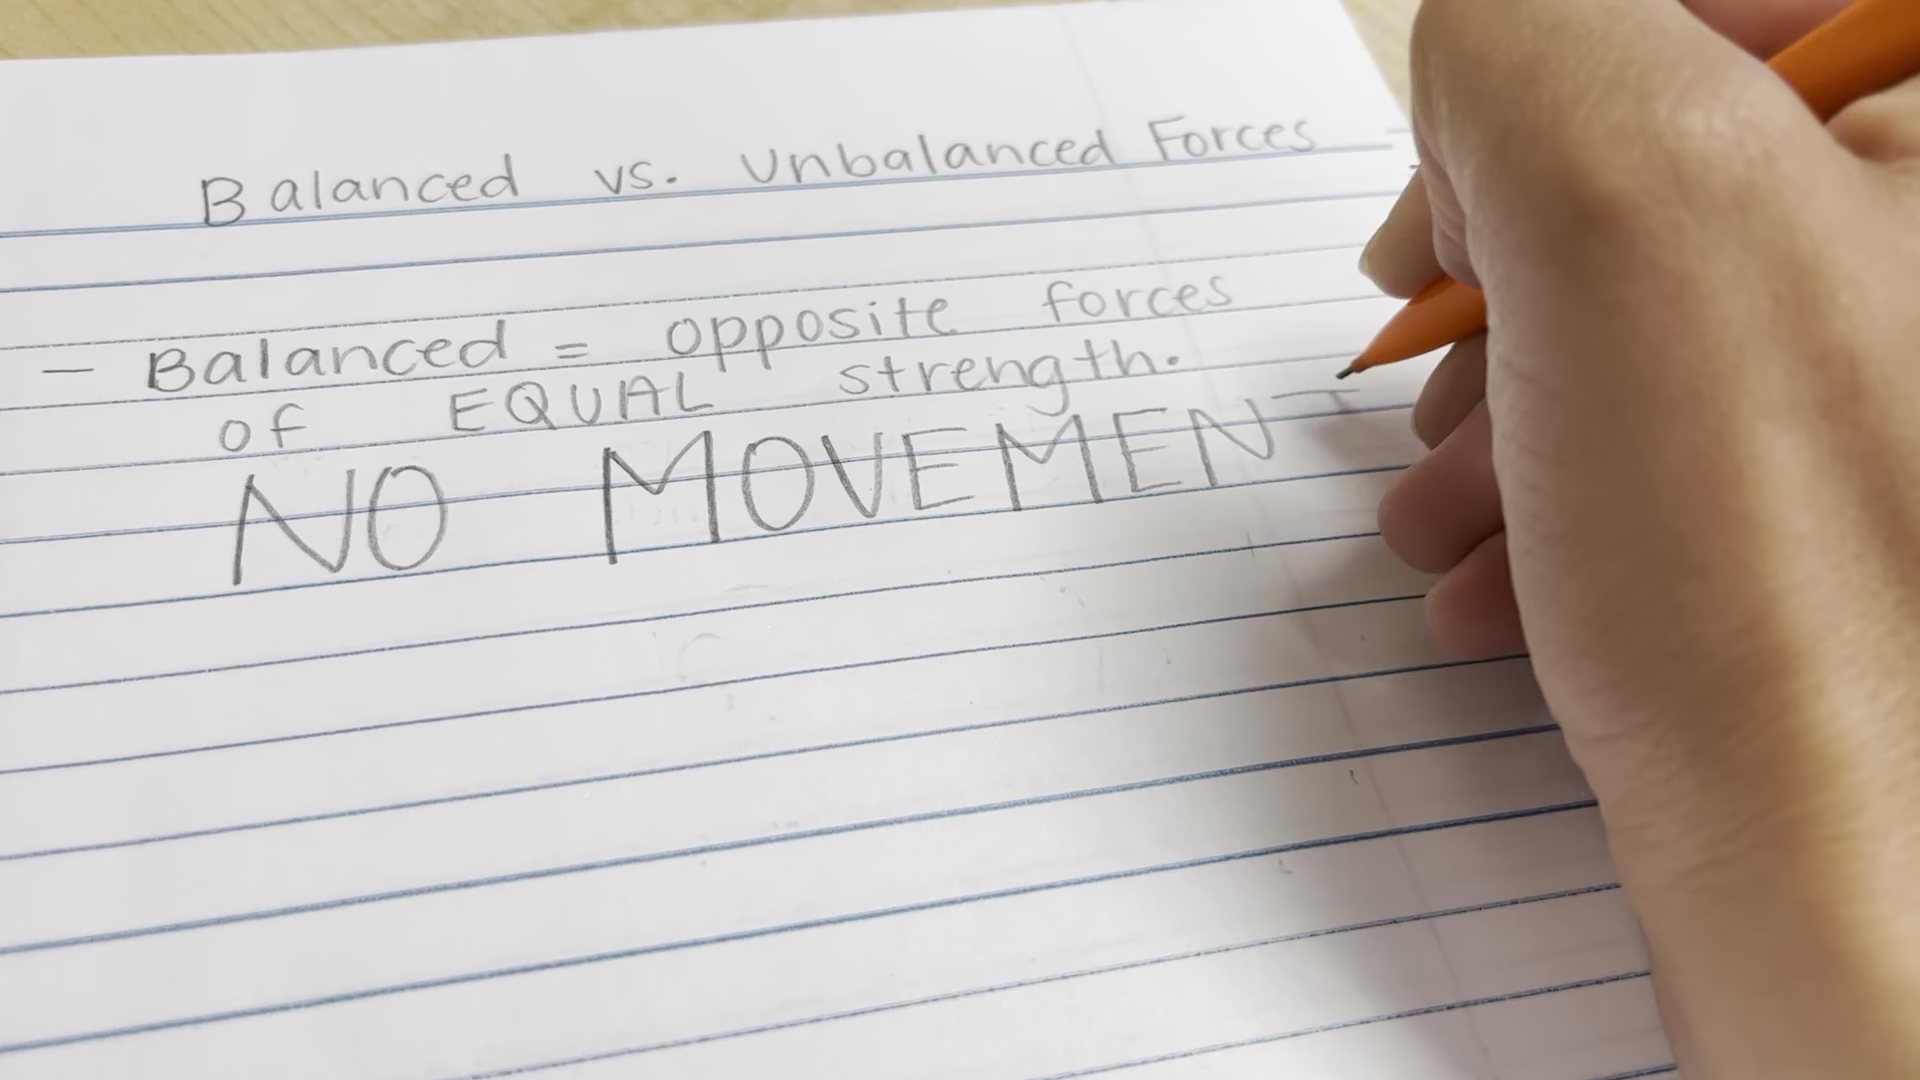 Balanced vs. Unbalanced Forces
- Balanced = opposite forces
of EQUAL strength.
NO MOVEMENT